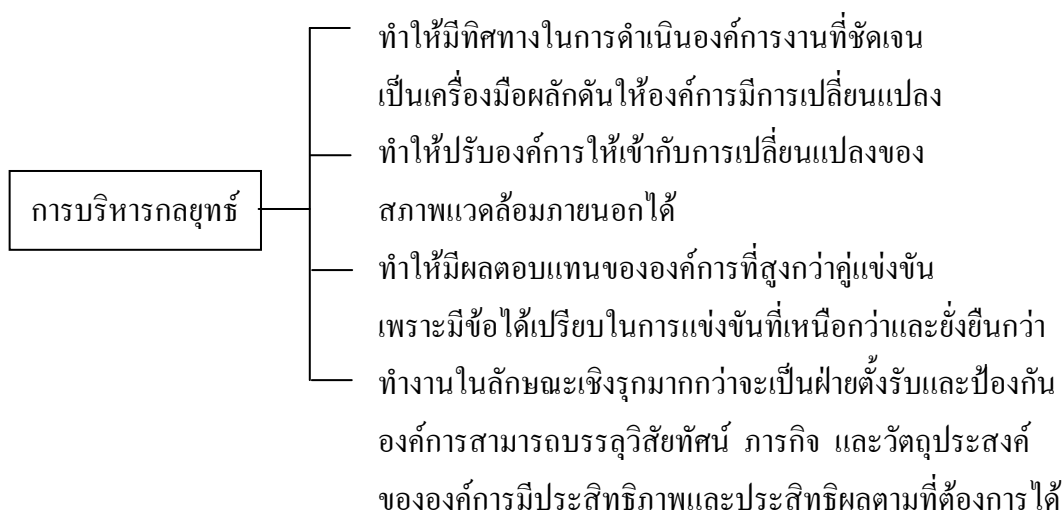 ทำให้มีทิศทางในการดำเนินองค์การงานที่ชัดเจน
เป็นเครื่องมือผลักดันให้องค์การมีการเปลี่ยนแปลง
ทำให้ปรับองค์การให้เข้ากับการเปลี่ยนแปลงของ
การบริหารกลยุทธ์
สภาพแวดล้อมภายนอกได้
ทำให้มีผลตอบแทนขององค์การที่สูงกว่าคู่แข่งขัน
เพราะมีข้อได้เปรียบในการแข่งขันที่เหนือกว่าและยั่งยืนกว่า
ทำงานในลักษณะเชิงรุกมากกว่าจะเป็นฝ่ายตั้งรับและป้องกัน
องค์การสามารถบรรลุวิสัยทัศน์ ภารกิจ และวัตถุประสงค์
ขององค์การมีประสิทธิภาพและประสิทธิผลตามที่ต้องการได้